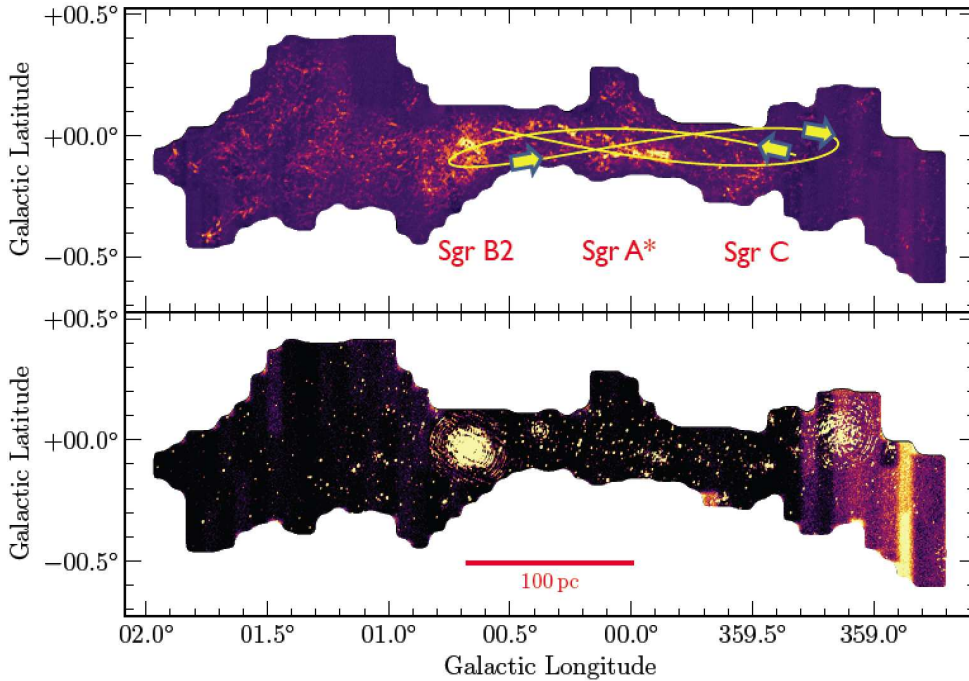 +00.5°
+00.0°
−00.5°
Galactic Latitude
Sgr B2
Sgr A*
Sgr C
+00.5°
+00.0°
−00.5°
Galactic Latitude
100 pc
02.0°
01.5°
01.0°
00.5°
00.0°
359.5°
359.0°
Galactic Longitude